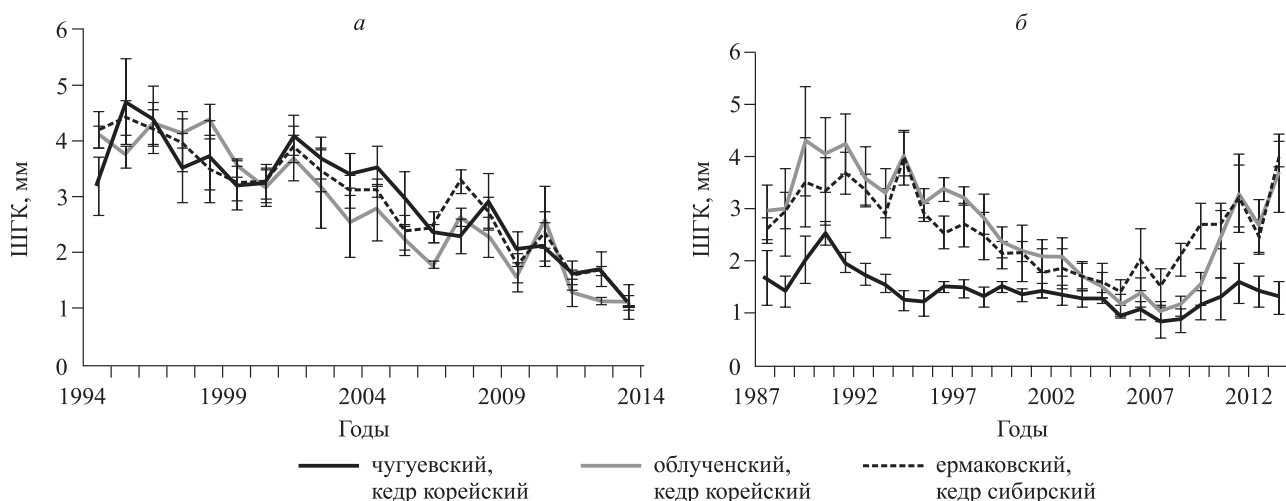 а
6
5
4
3
2
1
0
ШГК, мм
1994 1999 2004 2009 2014
Годы
б
6
5
4
3
2
1
0
ШГК, мм
1987 1992 1997 2002 2007 2012
Годы
чугуевский,
кедр корейский
облученский,
кедр корейский
ермаковский,
кедр сибирский